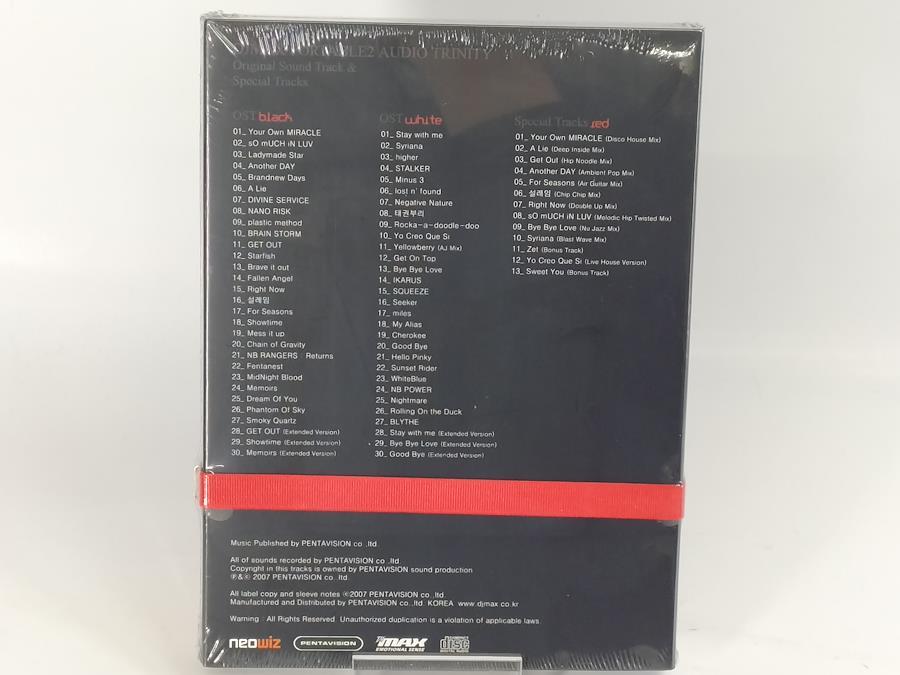 PORTABLE2 AUDIO TRINITY
Original Sound Track &
Special Tracks
OST black
01_ Your Own MIRACLE
02_ sO mUCH iN LUV
03_ Ladymade Star
04_ Another DAY
05_ Brandnew Days
06_ A Lie
07_ DIVINE SERVICE
08_ NANO RISK
09_ plastic method
10_ BRAIN STORM
11_ GET OUT
12_ Starfish
13_ Brave it out
14_ Fallen Angel
15_ Right Now
16_ 설레임
17_ For Seasons
18_ Showtime
19_ Mess it up
20_ Chain of Gravity
21_ NB RANGERS : Returns
22_ Fentanest
23_ MidNight Blood
24_ Memoirs
25_ Dream Of You
26_ Phantom Of Sky
27_ Smoky Quartz
28_ GET OUT (Extended Version)
29_ Showtime (Extended Version)
30_ Memoirs (Extended Version)
OST white
01_ Stay with me
02_ Syriana
03_ higher
04_ STALKER
05_ Minus 3
06_ lost n' found
07_ Negative Nature
08_ 태권부리
09_ Rocka-a-doodle-doo
10_ Yo Creo Que Si
11_ Yellowberry (AJ Mix)
12_ Get On Top
13_ Bye Bye Love
14_ IKARUS
15_ SQUEEZE
16_ Seeker
17_ miles
18_ My Alias
19_ Cherokee
20_ Good Bye
21_ Hello Pinky
22_ Sunset Rider
23_ WhiteBlue
24_ NB POWER
25_ Nightmare
26_ Rolling On the Duck
27_ BLYTHE
28_ Stay with me (Extended Version)
29_ Bye Bye Love (Extended Version)
30_ Good Bye (Extended Version)
Special Tracks red
01_ Your Own MIRACLE (Disco House Mix)
02_ A Lie (Deep Inside Mix)
03_ Get Out (Hip Noodle Mix)
04_ Another DAY (Ambient Pop Mix)
05_ For Seasons (Air Guitar Mix)
06_ 설레임 (Chip Chip Mix)
07_ Right Now (Double Up Mix)
08_ sO mUCH iN LUV (Melodic Hip Twisted Mix)
09_ Bye Bye Love (Nu Jazz Mix)
10_ Syriana (Blast Wave Mix)
11_ Zet (Bonus Track)
12_ Yo Creo Que Si (Live House Version)
13_ Sweet You (Bonus Track)
Music Published by PENTAVISION co .,ltd.
All of sounds recorded by PENTAVISION co .,ltd.
Copyright in this tracks is owned by PENTAVISION sound production
℗&© 2007 PENTAVISION co .,ltd.
All label copy and sleeve notes ©2007 PENTAVISION co .,ltd.
Manufactured and Distributed by PENTAVISION co .,ltd. KOREA www.djmax.co.kr
Warning : All Rights Reserved. Unauthorized duplication is a violation of applicable laws.
neowiz PENTAVISION DJMAX EMOTIONAL SENSE COMPACT disc DIGITAL AUDIO